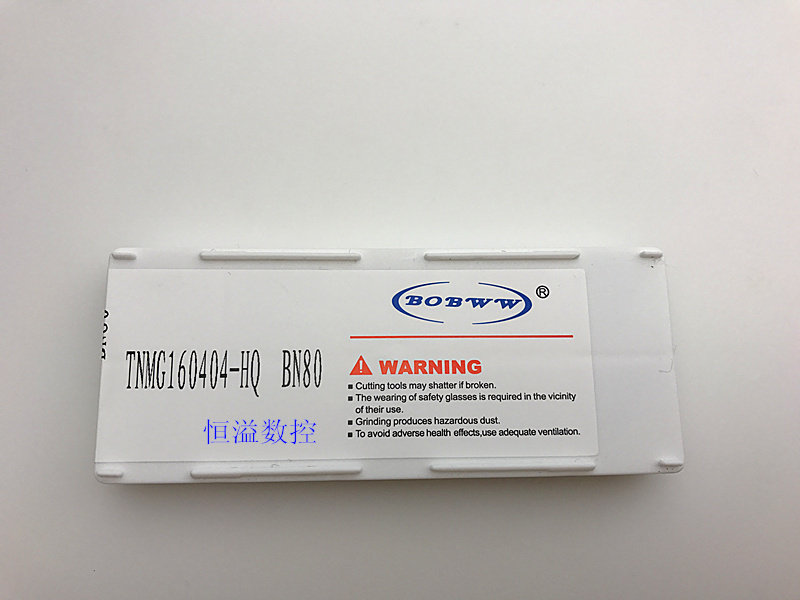 BOBWW ®
BN80
TNMG160404-HQ BN80
恒溢数控
WARNING
■ Cutting tools may shatter if broken.
■ The wearing of safety glasses is required in the vicinity
of their use.
■ Grinding produces hazardous dust.
■ To avoid adverse health effects,use adequate ventilation.